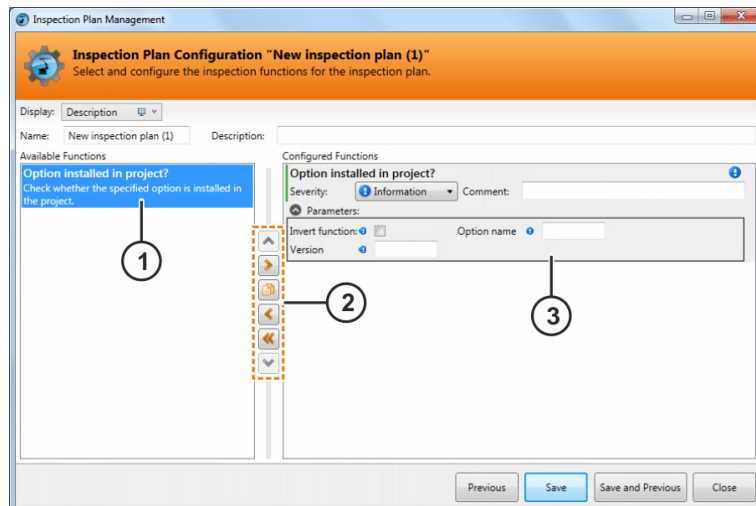 Inspection Plan Management
Inspection Plan Configuration "New inspection plan (1)"
Select and configure the inspection functions for the inspection plan.
Display: Description
Name: New inspection plan (1) Description:
Available Functions
Option installed in project?
Check whether the specified option is installed in
the project.
1
2
Configured Functions
Option installed in project?
Severity: Information Comment:
Parameters:
Invert function: Option name
Version
3
Previous Save Save and Previous Close